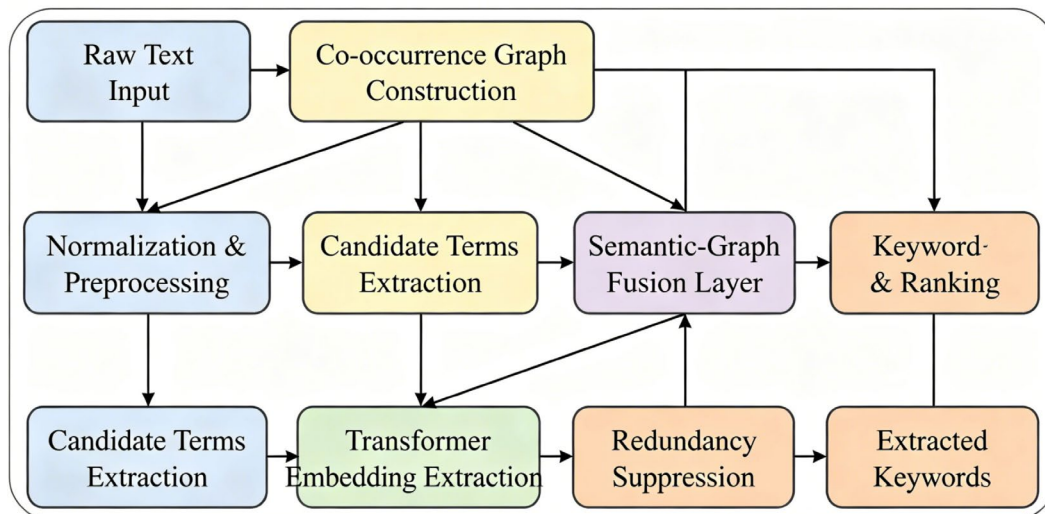 Raw Text
Input
Co-occurrence Graph
Construction
Normalization &
Preprocessing
Candidate Terms
Extraction
Semantic-Graph
Fusion Layer
Keyword-
& Ranking
Candidate Terms
Extraction
Transformer
Embedding Extraction
Redundancy
Suppression
Extracted
Keywords